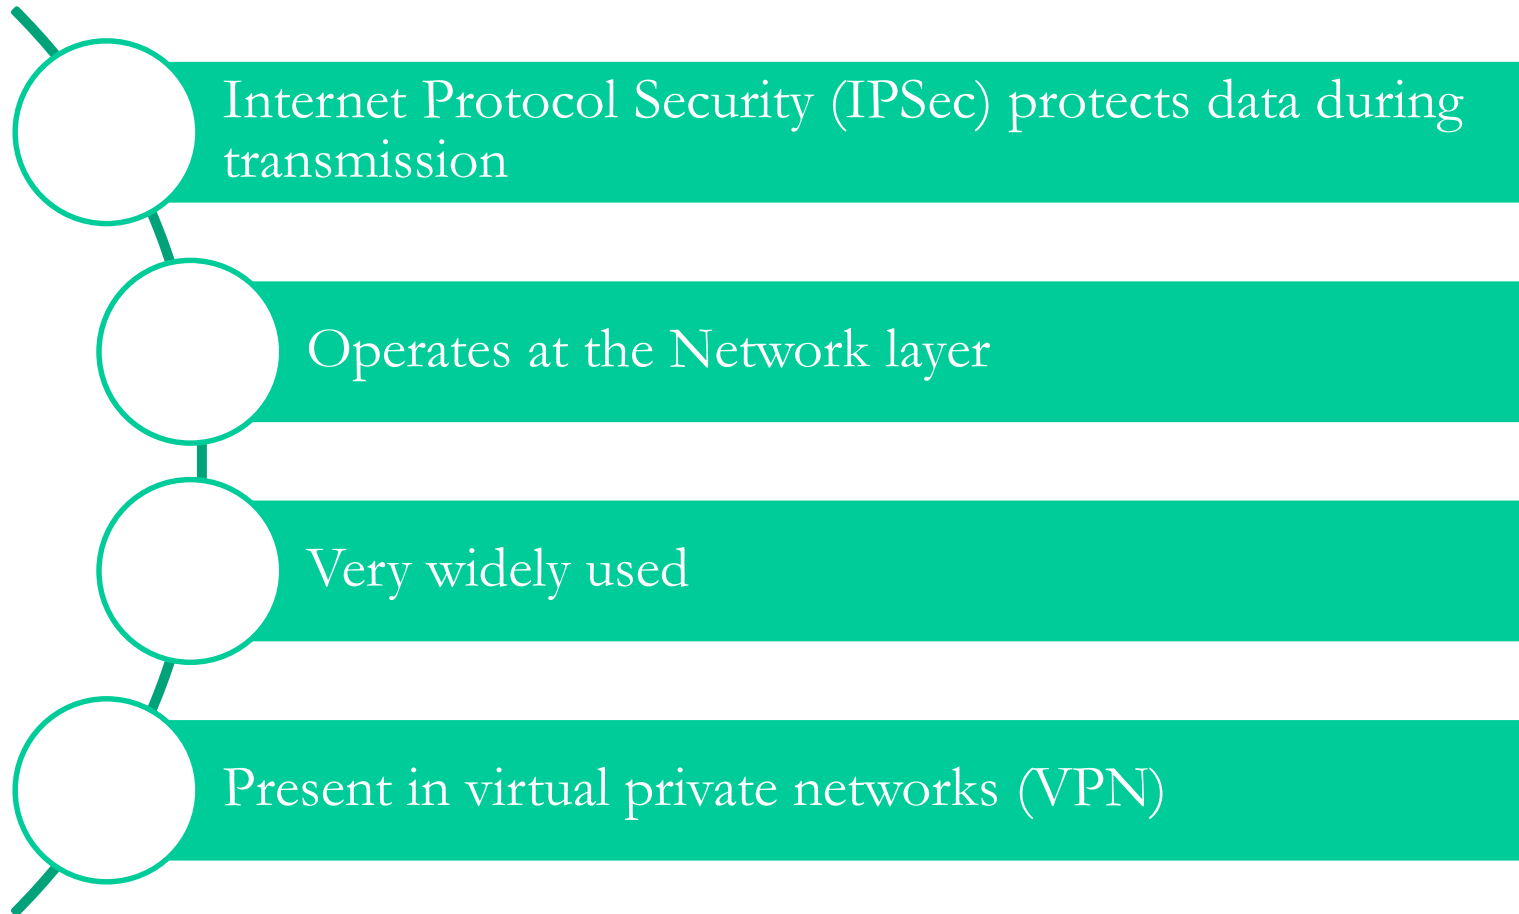 Internet Protocol Security (IPSec) protects data during
transmission
Operates at the Network layer
Very widely used
Present in virtual private networks (VPN)